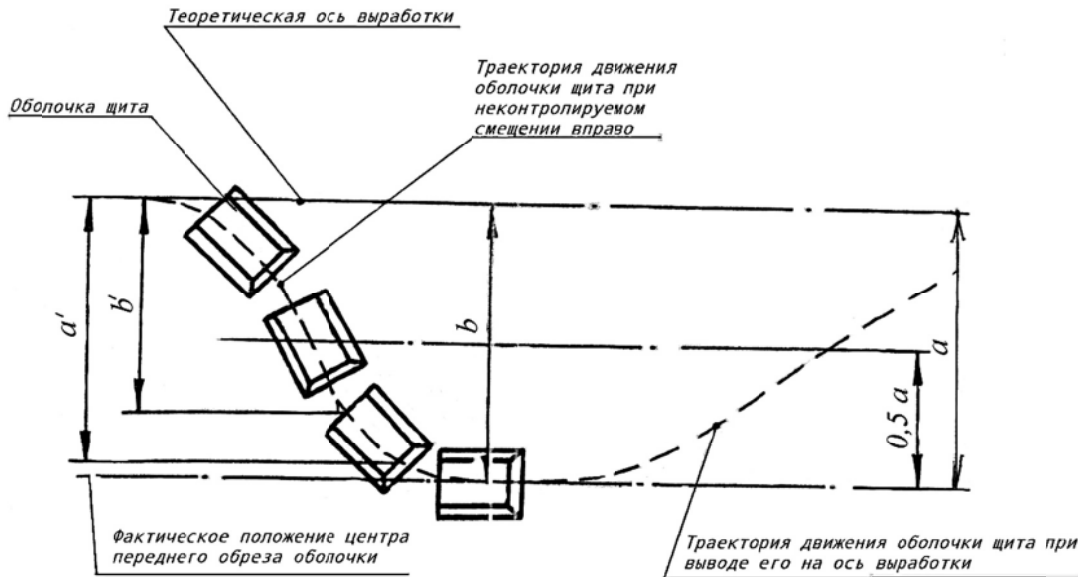 Теоретическая ось выработки
Траектория движения
оболочки щита при
неконтролируемом
смещении вправо
Оболочка щита
a'
b'
b
a
0,5 a
Фактическое положение центра
переднего обреза оболочки
Траектория движения оболочки щита при
выводе его на ось выработки